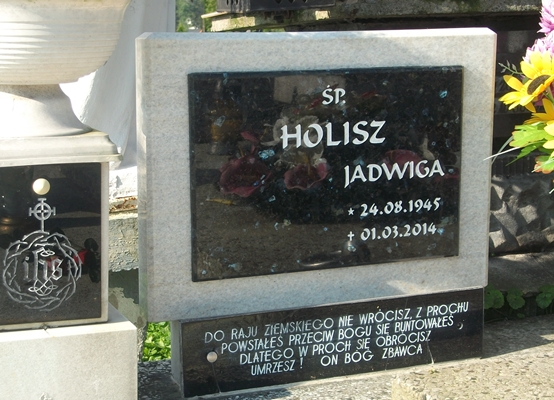 ŚP.
HOLISZ
JADWIGA
* 24.08.1945
† 01.03.2014
ihs
DO RAJU ZIEMSKIEGO NIE WRÓCISZ, Z PROCHU
POWSTAŁEŚ PRZECIW BOGU SIĘ BUNTOWAŁEŚ
DLATEGO W PROCH SIĘ OBRÓCISZ
UMRZESZ! ON BÓG ZBAWCA